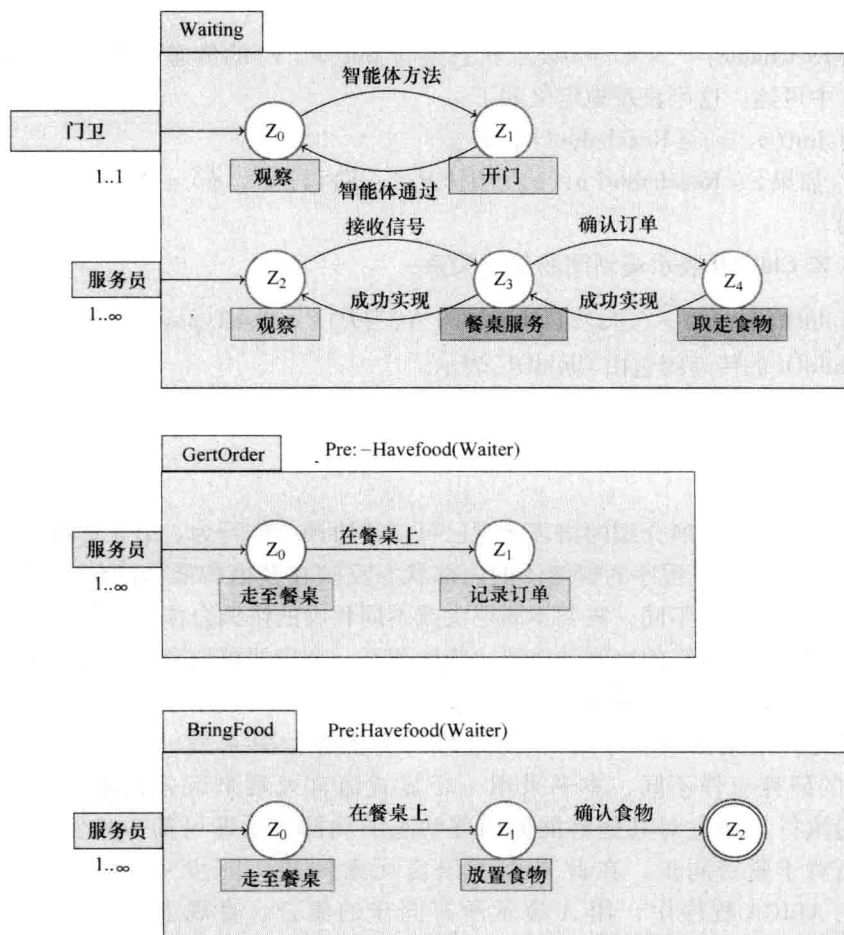 Waiting
智能体方法
门卫
Z0
Z1
1..1
观察
开门
智能体通过
接收信号
确认订单
服务员
Z2
Z3
Z4
1..∞
成功实现
成功实现
观察
餐桌服务
取走食物
GertOrder
Pre:−Havefood(Waiter)
在餐桌上
服务员
Z0
Z1
1..∞
走至餐桌
记录订单
BringFood
Pre:Havefood(Waiter)
在餐桌上
确认食物
服务员
Z0
Z1
Z2
1..∞
走至餐桌
放置食物